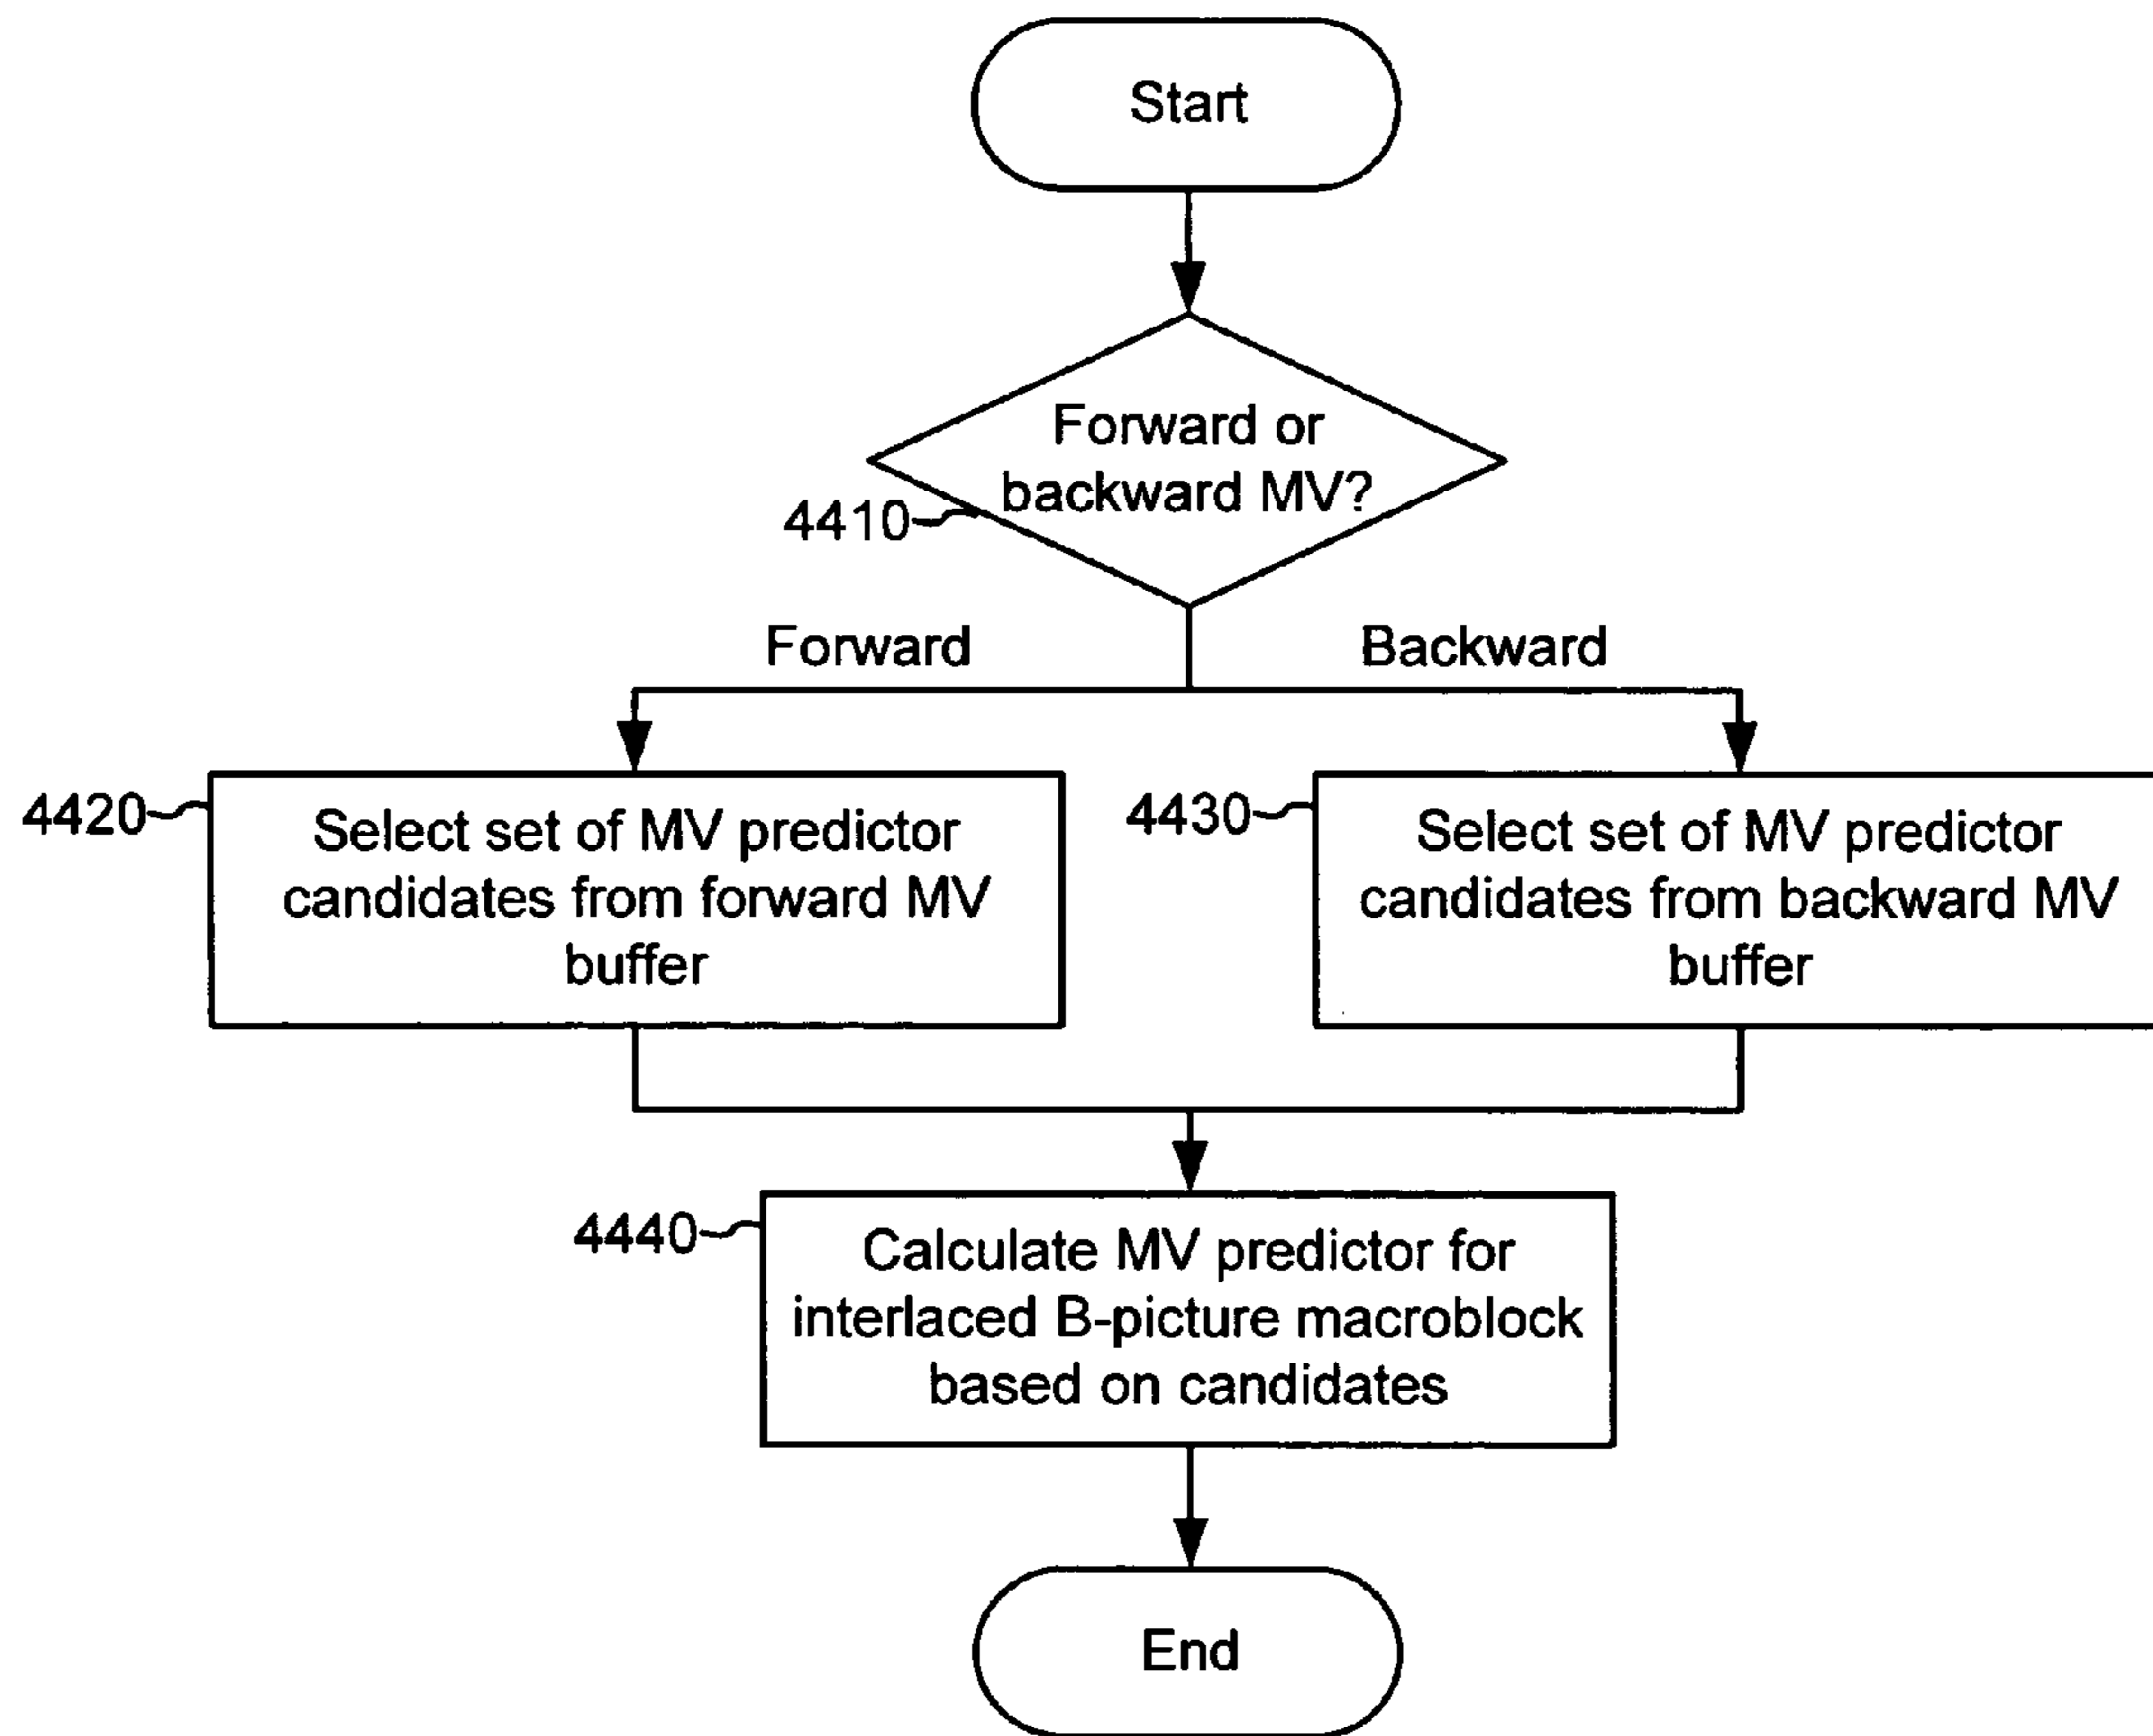 Start
Forward or
backward MV?
4410
Forward
Backward
4420
Select set of MV predictor
candidates from forward MV
buffer
4430
Select set of MV predictor
candidates from backward MV
buffer
4440
Calculate MV predictor for
interlaced B-picture macroblock
based on candidates
End